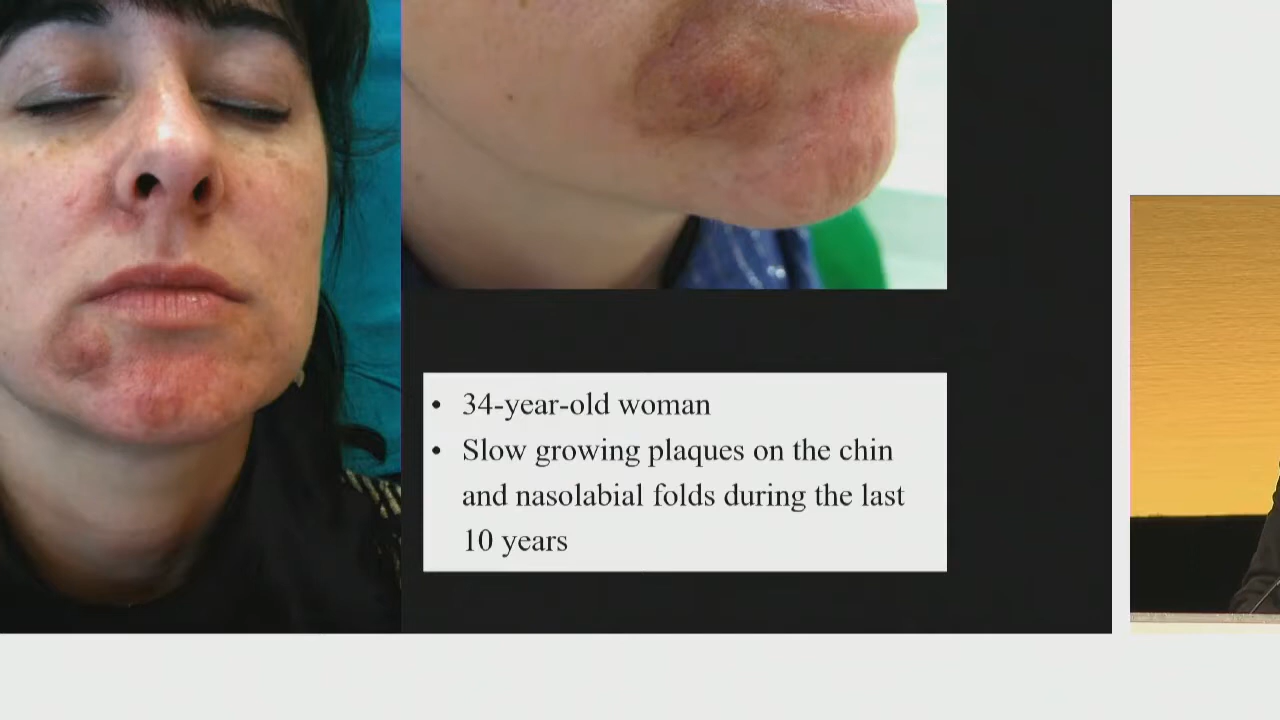 • 34-year-old woman
• Slow growing plaques on the chin
and nasolabial folds during the last
10 years